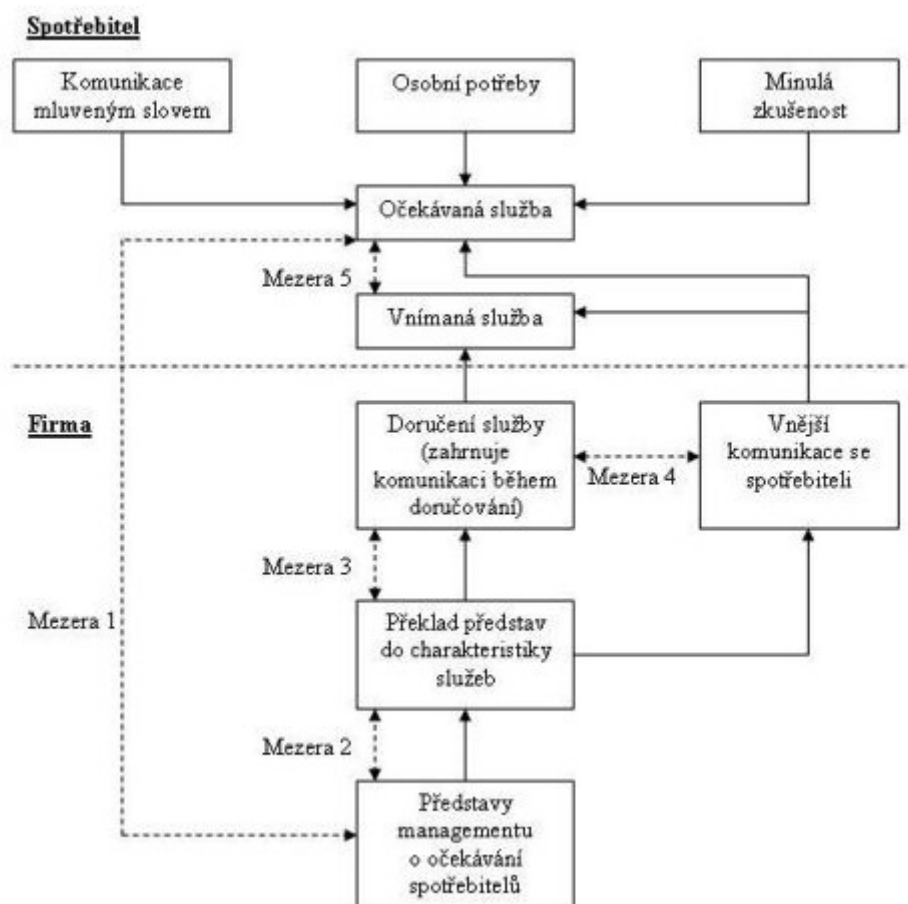 Spotřebitel
Komunikace
mluveným slovem
Osobní potřeby
Minulá
zkušenost
Očekávaná služba
Mezera 5
Vnímaná služba
Firma
Doručení služby
(zahrnuje
komunikaci během
doručování)
Mezera 4
Vnější
komunikace se
spotřebiteli
Mezera 3
Mezera 1
Překlad představ
do charakteristiky
služeb
Mezera 2
Představy
managementu
o očekávání
spotřebitelů